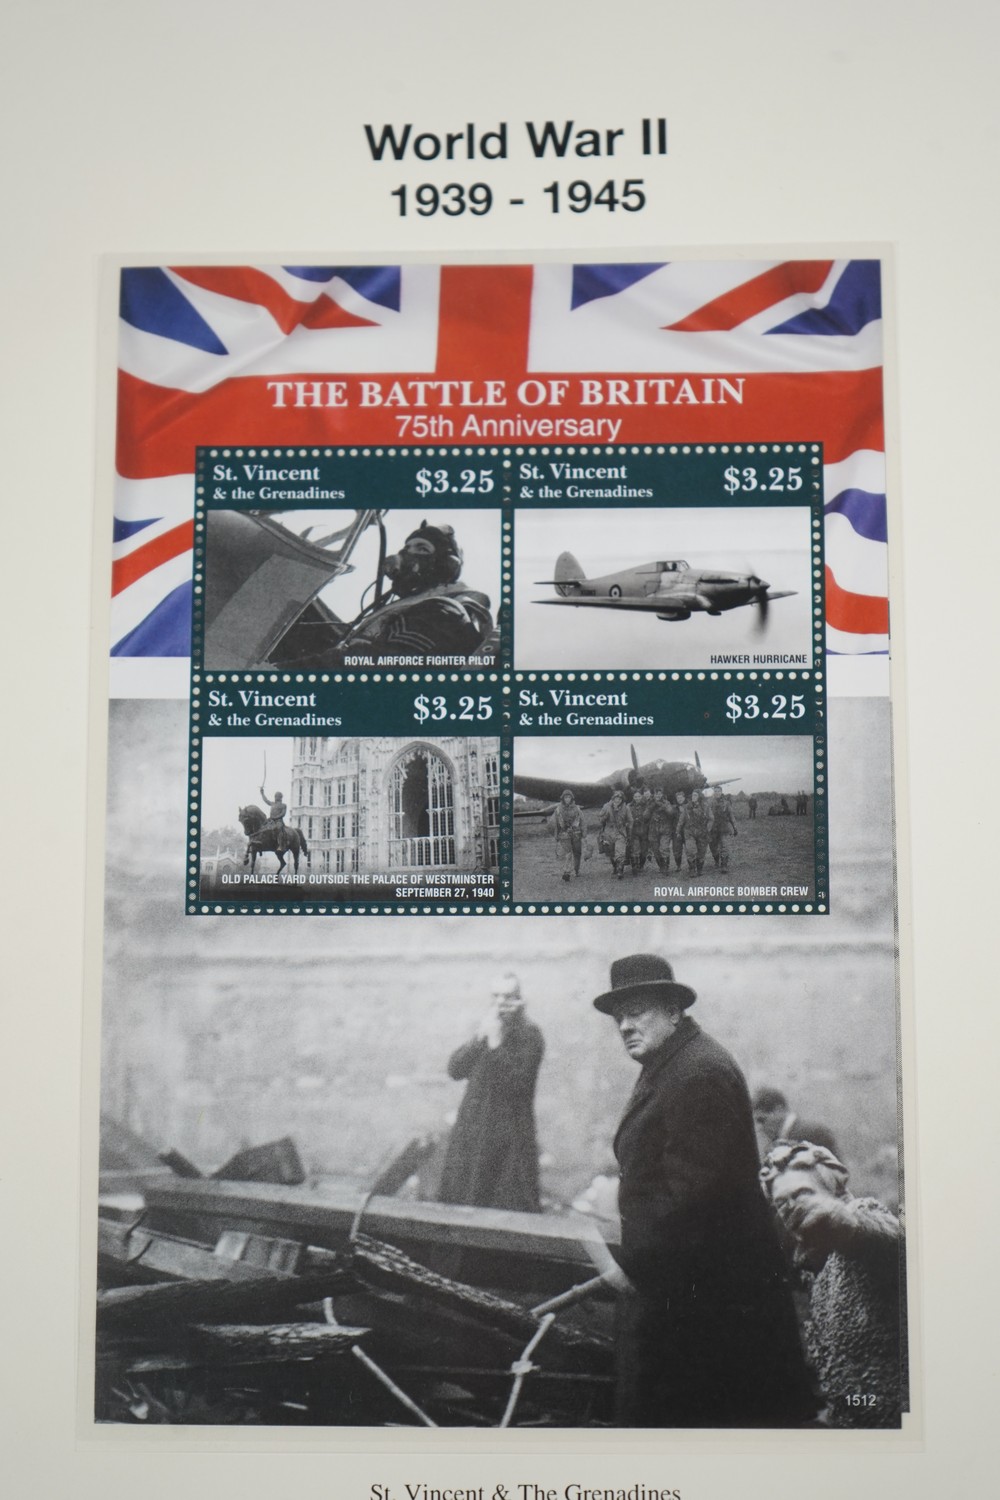 World War II
1939 - 1945
THE BATTLE OF BRITAIN
75th Anniversary
St. Vincent
& the Grenadines
$3.25
ROYAL AIRFORCE FIGHTER PILOT
St. Vincent
& the Grenadines
$3.25
HAWKER HURRICANE
St. Vincent
& the Grenadines
$3.25
OLD PALACE YARD OUTSIDE THE PALACE OF WESTMINSTER
SEPTEMBER 27, 1940
St. Vincent
& the Grenadines
$3.25
ROYAL AIRFORCE BOMBER CREW
1512
St. Vincent & The Grenadines